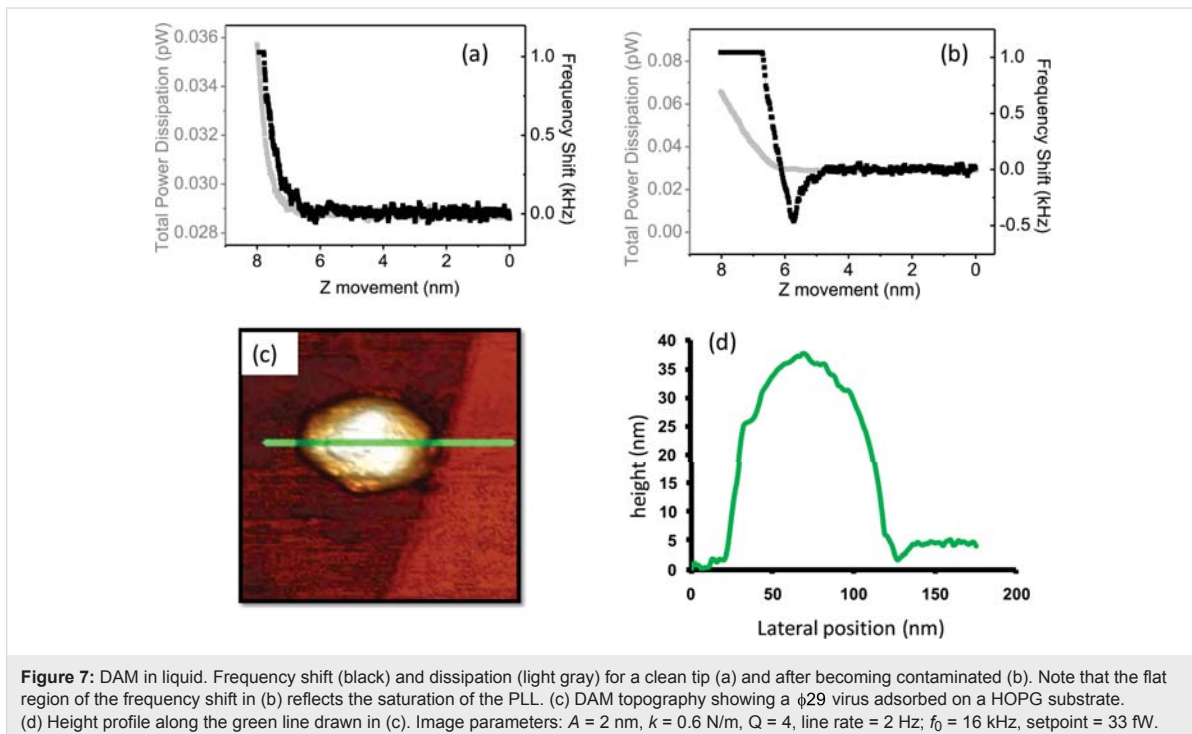 (a)
Total Power Dissipation (pW)
0.036
0.034
0.032
0.030
0.028
1.0
0.5
0.0
Frequency Shift (kHz)
8 6 4 2 0
Z movement (nm)
(b)
Total Power Dissipation (pW)
0.08
0.06
0.04
0.02
0.00
1.0
0.5
0.0
-0.5
Frequency Shift (kHz)
8 6 4 2 0
Z movement (nm)
(c)
(d)
height (nm)
40
35
30
25
20
15
10
5
0
0 50 100 150 200
Lateral position (nm)
Figure 7: DAM in liquid. Frequency shift (black) and dissipation (light gray) for a clean tip (a) and after becoming contaminated (b). Note that the flat
region of the frequency shift in (b) reflects the saturation of the PLL. (c) DAM topography showing a ϕ29 virus adsorbed on a HOPG substrate.
(d) Height profile along the green line drawn in (c). Image parameters: A = 2 nm, k = 0.6 N/m, Q = 4, line rate = 2 Hz; f0 = 16 kHz, setpoint = 33 fW.